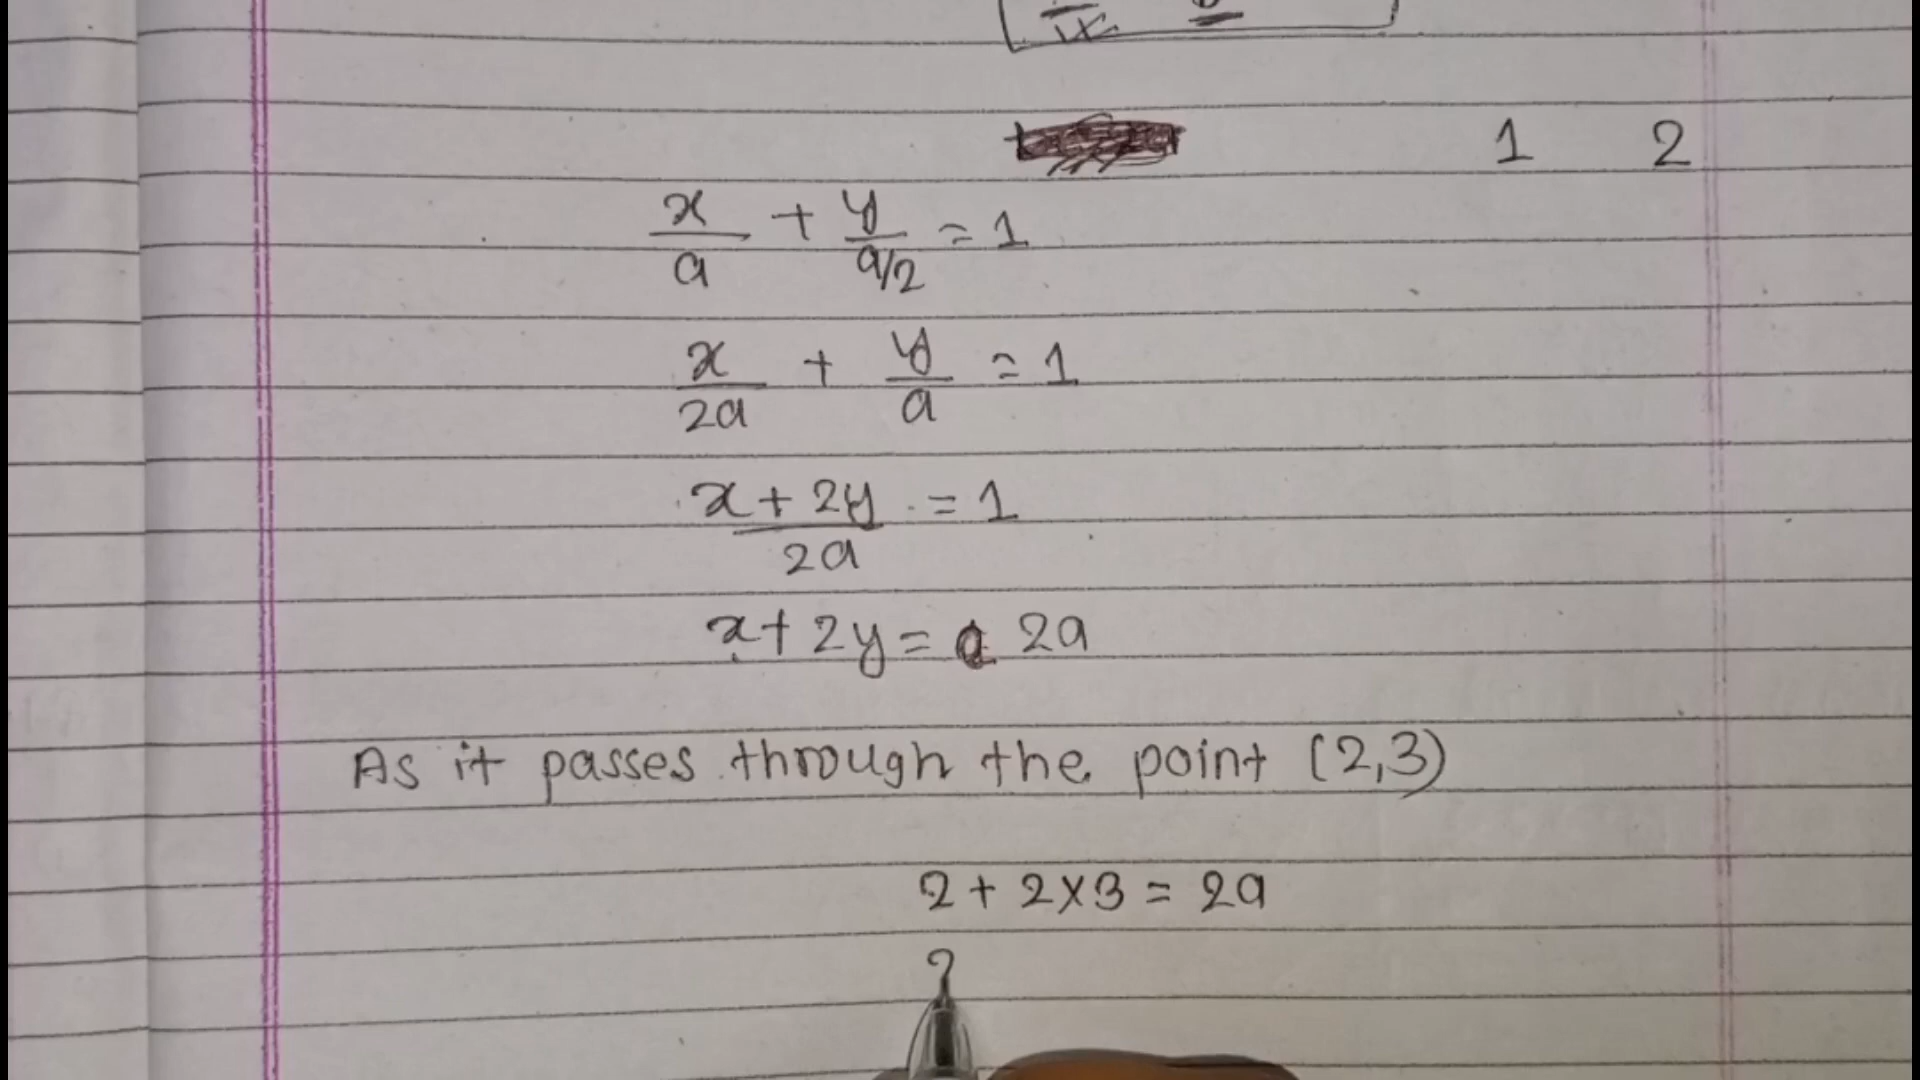 1 2
x/a + y/a/2 = 1
x/2a + y/a = 1
x + 2y/2a = 1
x + 2y = 2a
As it passes through the point (2,3)
2 + 2×3 = 2a
2